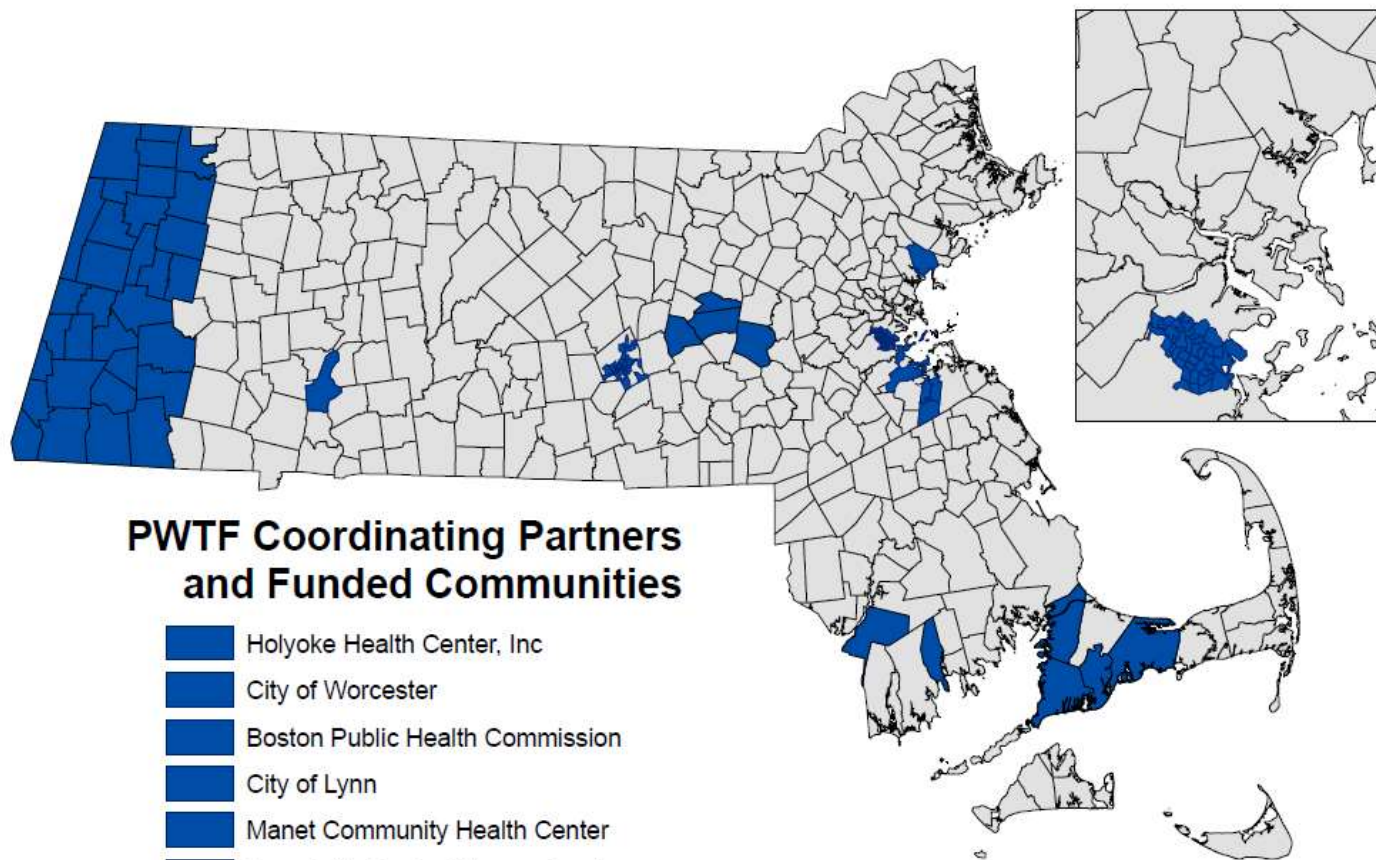 PWTF Coordinating Partners
and Funded Communities
Holyoke Health Center, Inc
City of Worcester
Boston Public Health Commission
City of Lynn
Manet Community Health Center